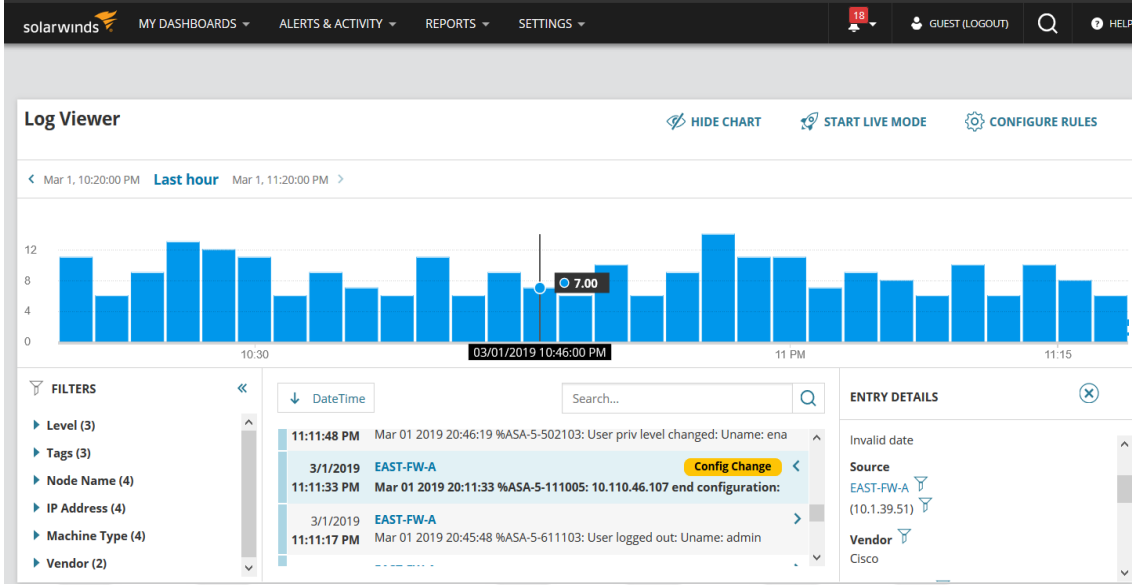 solarwinds MY DASHBOARDS ALERTS & ACTIVITY REPORTS SETTINGS 18 GUEST (LOGOUT) ? HELP
Log Viewer HIDE CHART START LIVE MODE CONFIGURE RULES
Mar 1, 10:20:00 PM Last hour Mar 1, 11:20:00 PM
12
8
4
0
7.00
10:30 03/01/2019 10:46:00 PM 11 PM 11:15
FILTERS
Level (3)
Tags (3)
Node Name (4)
IP Address (4)
Machine Type (4)
Vendor (2)
DateTime Search...
11:11:48 PM Mar 01 2019 20:46:19 %ASA-5-502103: User priv level changed: Uname: ena
3/1/2019 EAST-FW-A Config Change
11:11:33 PM Mar 01 2019 20:11:33 %ASA-5-111005: 10.110.46.107 end configuration:
3/1/2019 EAST-FW-A
11:11:17 PM Mar 01 2019 20:45:48 %ASA-5-611103: User logged out: Uname: admin
ENTRY DETAILS
Invalid date
Source
EAST-FW-A
(10.1.39.51)
Vendor
Cisco